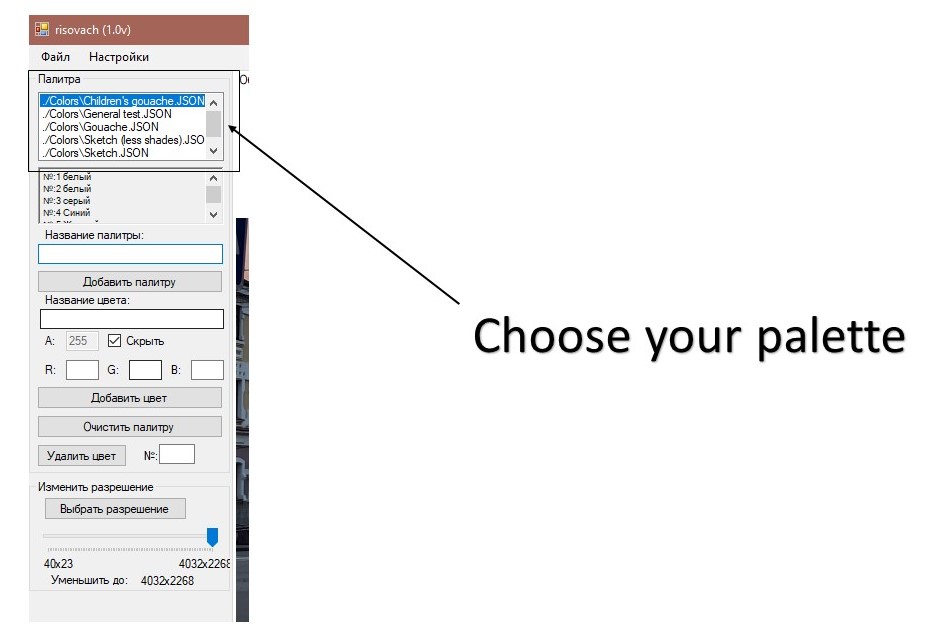 risovach (1.0v)
Файл Настройки
Палитра
./Colors\Children's gouache.JSON
./Colors\General test.JSON
./Colors\Gouache.JSON
./Colors\Sketch (less shades).JSO
./Colors\Sketch.JSON
№:1 белый
№:2 белый
№:3 серый
№:4 Синий
Название палитры:
Добавить палитру
Название цвета:
A: 255 Скрыть
R: G: B:
Добавить цвет
Очистить палитру
Удалить цвет №:
Изменить разрешение
Выбрать разрешение
40x23 4032x2268
Уменьшить до: 4032x2268
Choose your palette